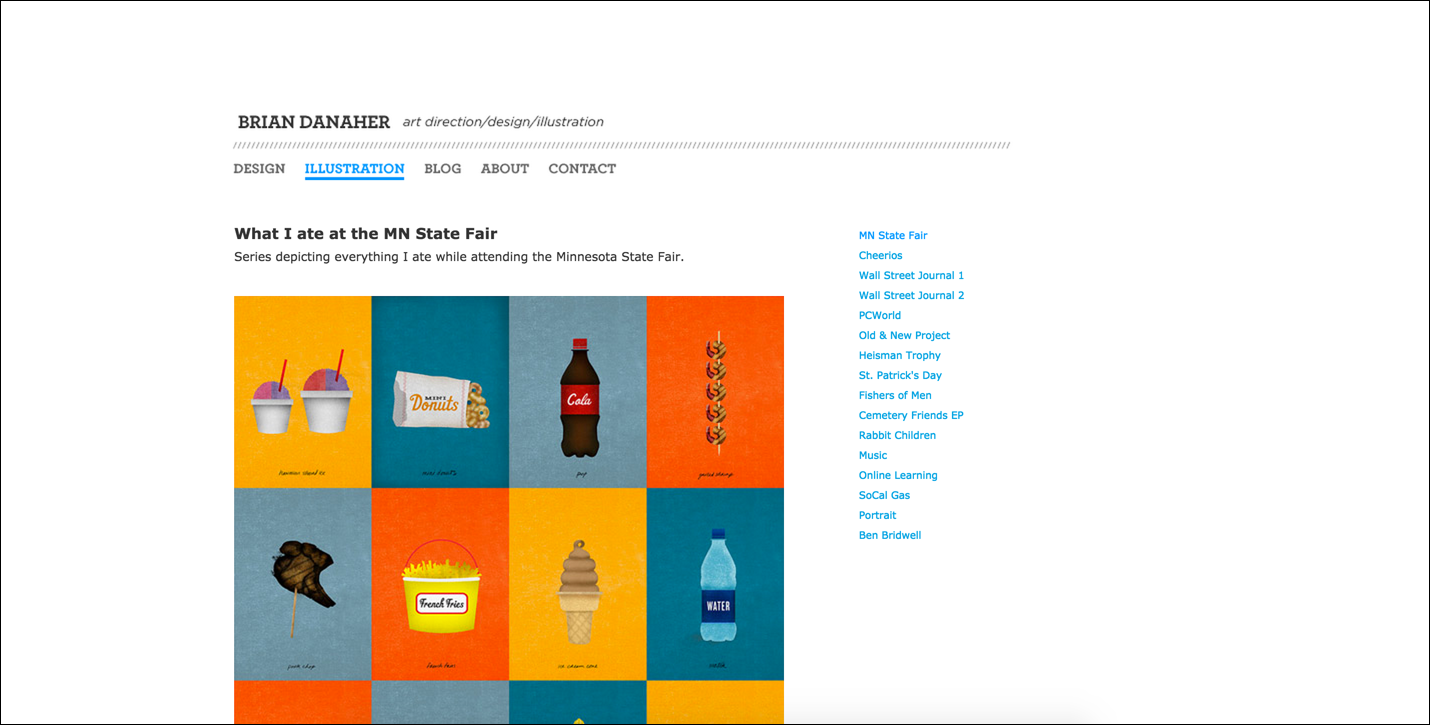 BRIAN DANAHER art direction/design/illustration
DESIGN ILLUSTRATION BLOG ABOUT CONTACT
What I ate at the MN State Fair
Series depicting everything I ate while attending the Minnesota State Fair.
MN State Fair
Cheerios
Wall Street Journal 1
Wall Street Journal 2
PCWorld
Old & New Project
Heisman Trophy
St. Patrick's Day
Fishers of Men
Cemetery Friends EP
Rabbit Children
Music
Online Learning
SoCal Gas
Portrait
Ben Bridwell
MINI
Donuts
Cola
mini donuts
pop
French Fries
WATER
pork chop
french fries
ice cream cone
water